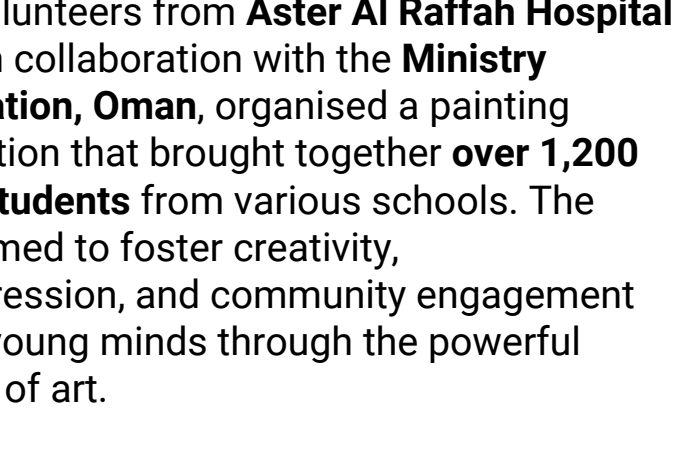 lunteers from Aster Al Raffah Hospital
collaboration with the Ministry
ation, Oman, organised a painting
tion that brought together over 1,200
tudents from various schools. The
med to foster creativity,
ression, and community engagement
young minds through the powerful
of art.